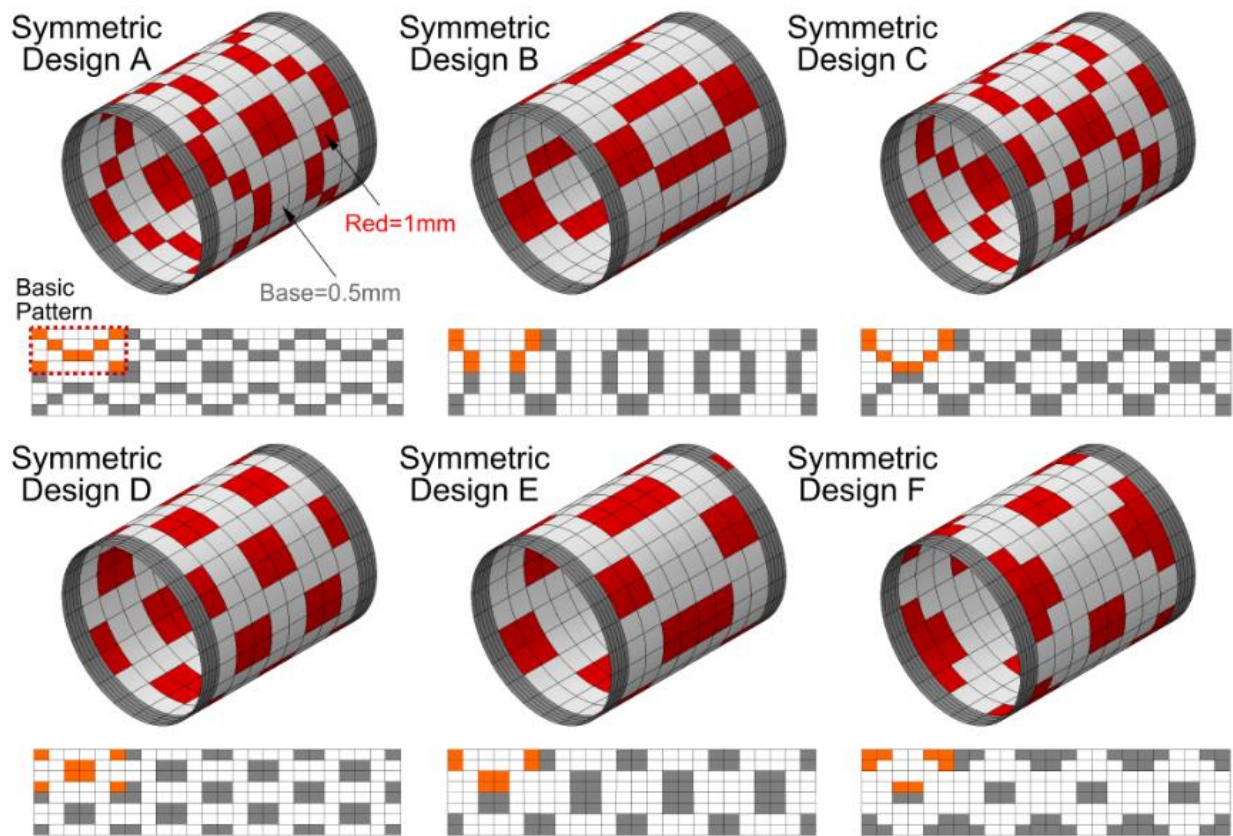 Symmetric
Design A
Symmetric
Design B
Symmetric
Design C
Red=1mm
Base=0.5mm
Basic
Pattern
Symmetric
Design D
Symmetric
Design E
Symmetric
Design F